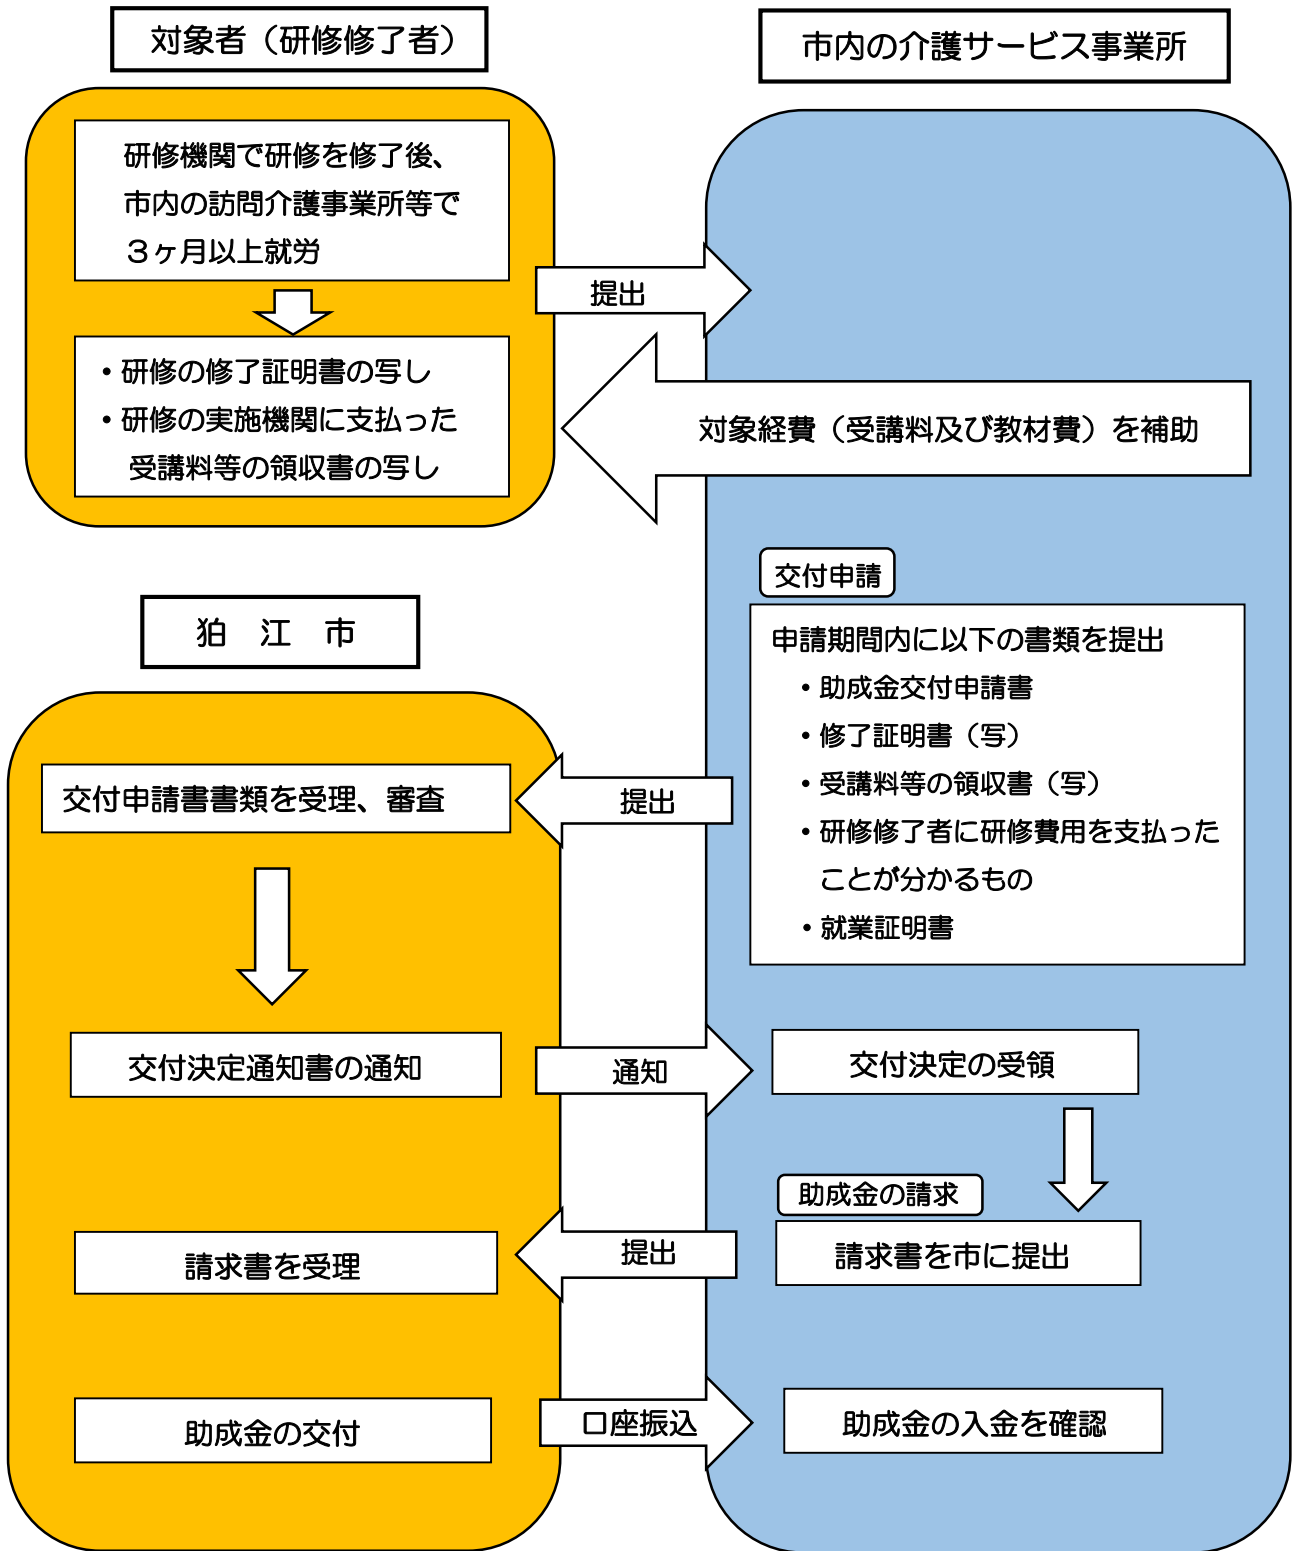 対象者（研修修了者）
研修機関で研修を修了後、
市内の訪問介護事業所等で
３ヶ月以上就労
・研修の修了証明書の写し
・研修の実施機関に支払った
受講料等の領収書の写し
提出
市内の介護サービス事業所
対象経費（受講料及び教材費）を補助
交付申請
申請期間内に以下の書類を提出
・助成金交付申請書
・修了証明書（写）
・受講料等の領収書（写）
・研修修了者に研修費用を支払った
ことが分かるもの
・就業証明書
狛　江　市
提出
交付申請書書類を受理、審査
交付決定通知書の通知
通知
交付決定の受領
助成金の請求
請求書を市に提出
提出
請求書を受理
助成金の交付
口座振込
助成金の入金を確認